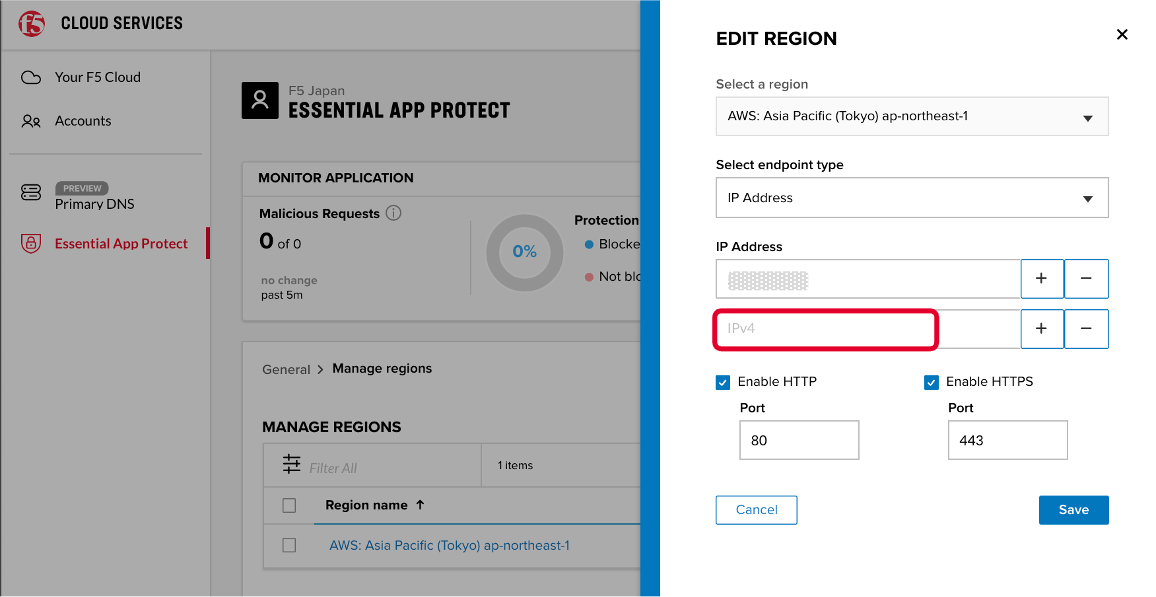 f5 CLOUD SERVICES
Your F5 Cloud
Accounts
PREVIEW
Primary DNS
Essential App Protect
F5 Japan
ESSENTIAL APP PROTECT
MONITOR APPLICATION
Malicious Requests i
0 of 0
no change
past 5m
0%
Protection
Blocke
Not blo
General > Manage regions
MANAGE REGIONS
Filter All
1 items
Region name ↑
AWS: Asia Pacific (Tokyo) ap-northeast-1
EDIT REGION
Select a region
AWS: Asia Pacific (Tokyo) ap-northeast-1
Select endpoint type
IP Address
IP Address
+ −
IPv4 + −
Enable HTTP Enable HTTPS
Port Port
80 443
Cancel Save